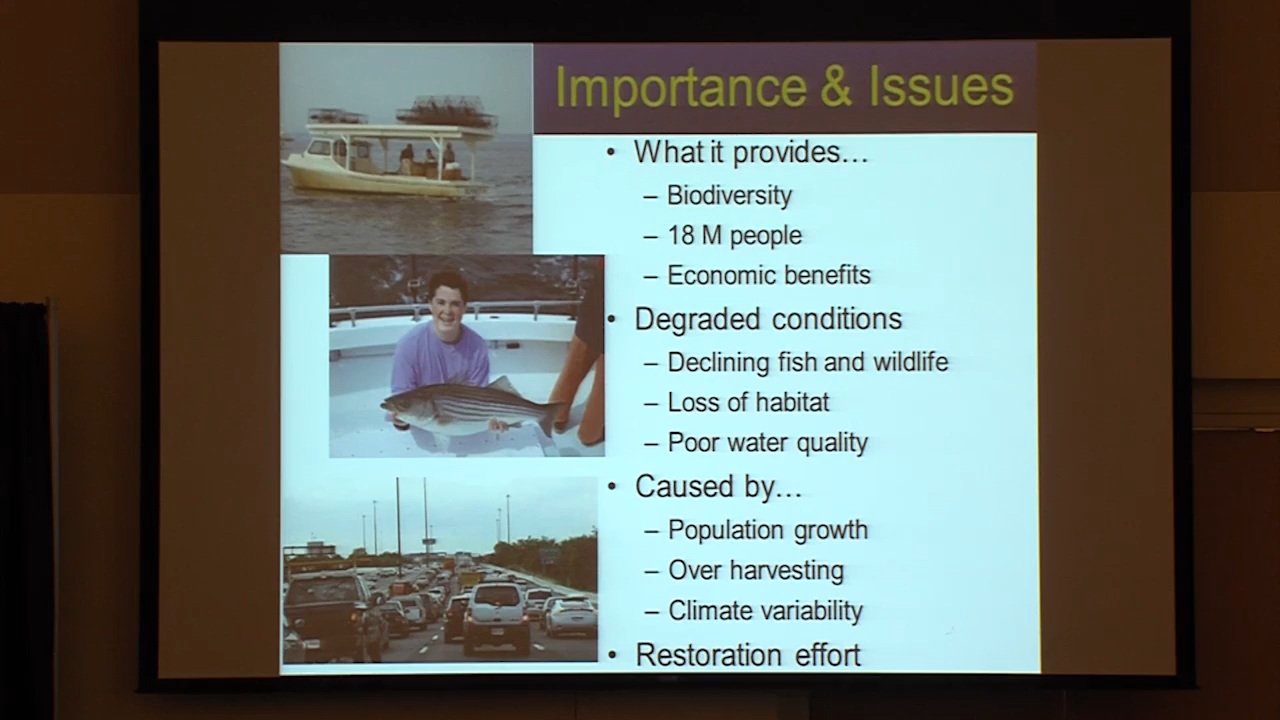 Importance & Issues
• What it provides…
– Biodiversity
– 18 M people
– Economic benefits
• Degraded conditions
– Declining fish and wildlife
– Loss of habitat
– Poor water quality
• Caused by…
– Population growth
– Over harvesting
– Climate variability
• Restoration effort